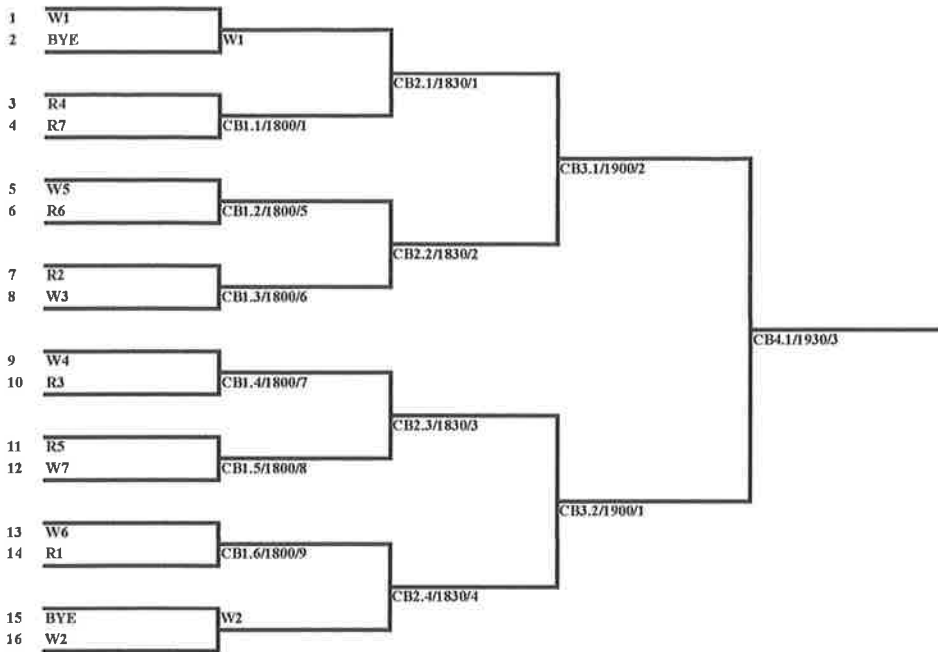 1 W1
2 BYE
W1
CB2.1/1830/1
3 R4
4 R7
CB1.1/1800/1
CB3.1/1900/2
5 W5
6 R6
CB1.2/1800/5
CB2.2/1830/2
7 R2
8 W3
CB1.3/1800/6
CB4.1/1930/3
9 W4
10 R3
CB1.4/1800/7
CB2.3/1830/3
11 R5
12 W7
CB1.5/1800/8
CB3.2/1900/1
13 W6
14 R1
CB1.6/1800/9
CB2.4/1830/4
15 BYE
16 W2
W2